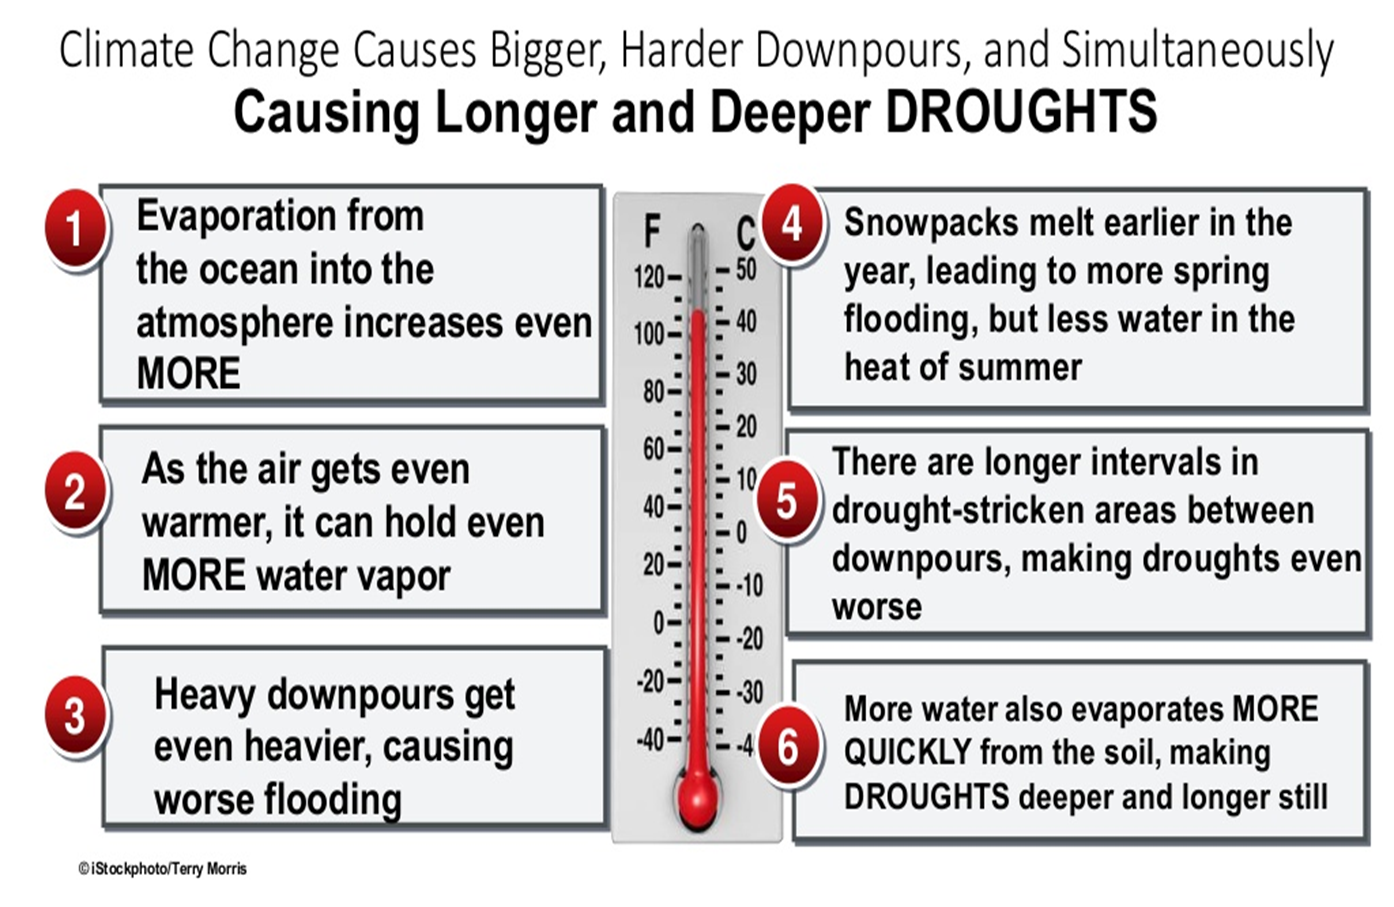 Climate Change Causes Bigger, Harder Downpours, and Simultaneously
Causing Longer and Deeper DROUGHTS
1
Evaporation from
the ocean into the
atmosphere increases even
MORE
2
As the air gets even
warmer, it can hold even
MORE water vapor
3
Heavy downpours get
even heavier, causing
worse flooding
F C
120 50
100 40
80 30
60 20
40 10
20 0
0 -10
-20 -20
-40 -30
-4
4
Snowpacks melt earlier in the
year, leading to more spring
flooding, but less water in the
heat of summer
5
There are longer intervals in
drought-stricken areas between
downpours, making droughts even
worse
6
More water also evaporates MORE
QUICKLY from the soil, making
DROUGHTS deeper and longer still
©iStockphoto/Terry Morris